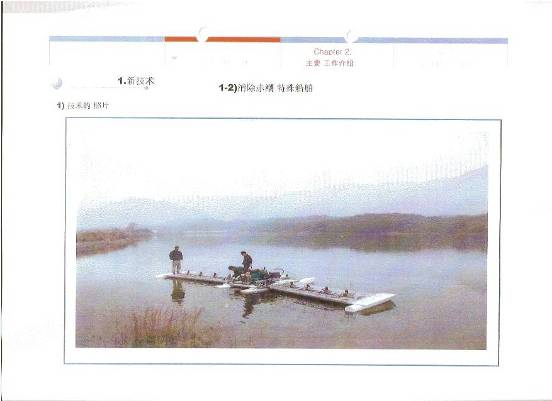 Chapter 2.
主要 工作介绍
1.新技术
1-2)消除赤潮 特殊船舶
1) 技术的 照片